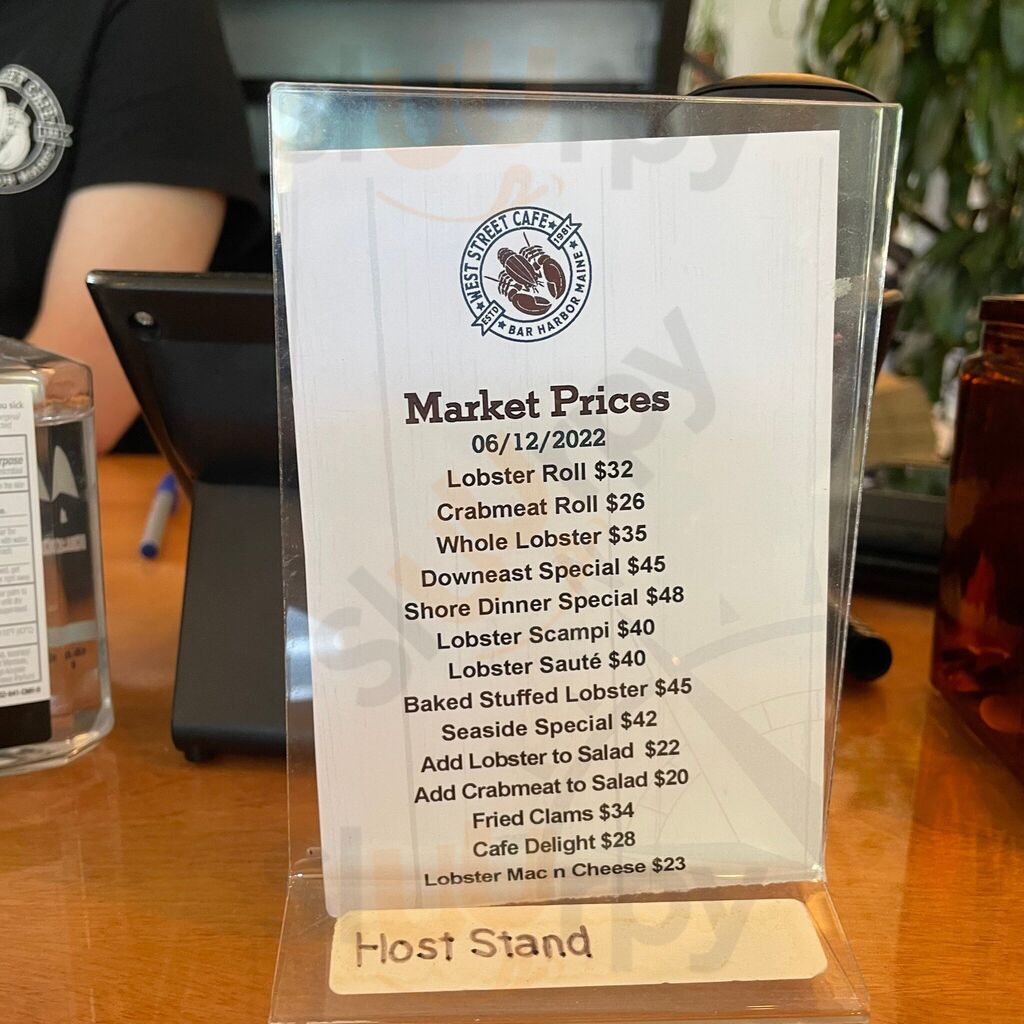 WEST STREET CAFE
1981
ESTD
BAR HARBOR MAINE
Market Prices
06/12/2022
Lobster Roll $32
Crabmeat Roll $26
Whole Lobster $35
Downeast Special $45
Shore Dinner Special $48
Lobster Scampi $40
Lobster Sauté $40
Baked Stuffed Lobster $45
Seaside Special $42
Add Lobster to Salad $22
Add Crabmeat to Salad $20
Fried Clams $34
Cafe Delight $28
Lobster Mac n Cheese $23
Host Stand
Sluurpy
Sluurpy